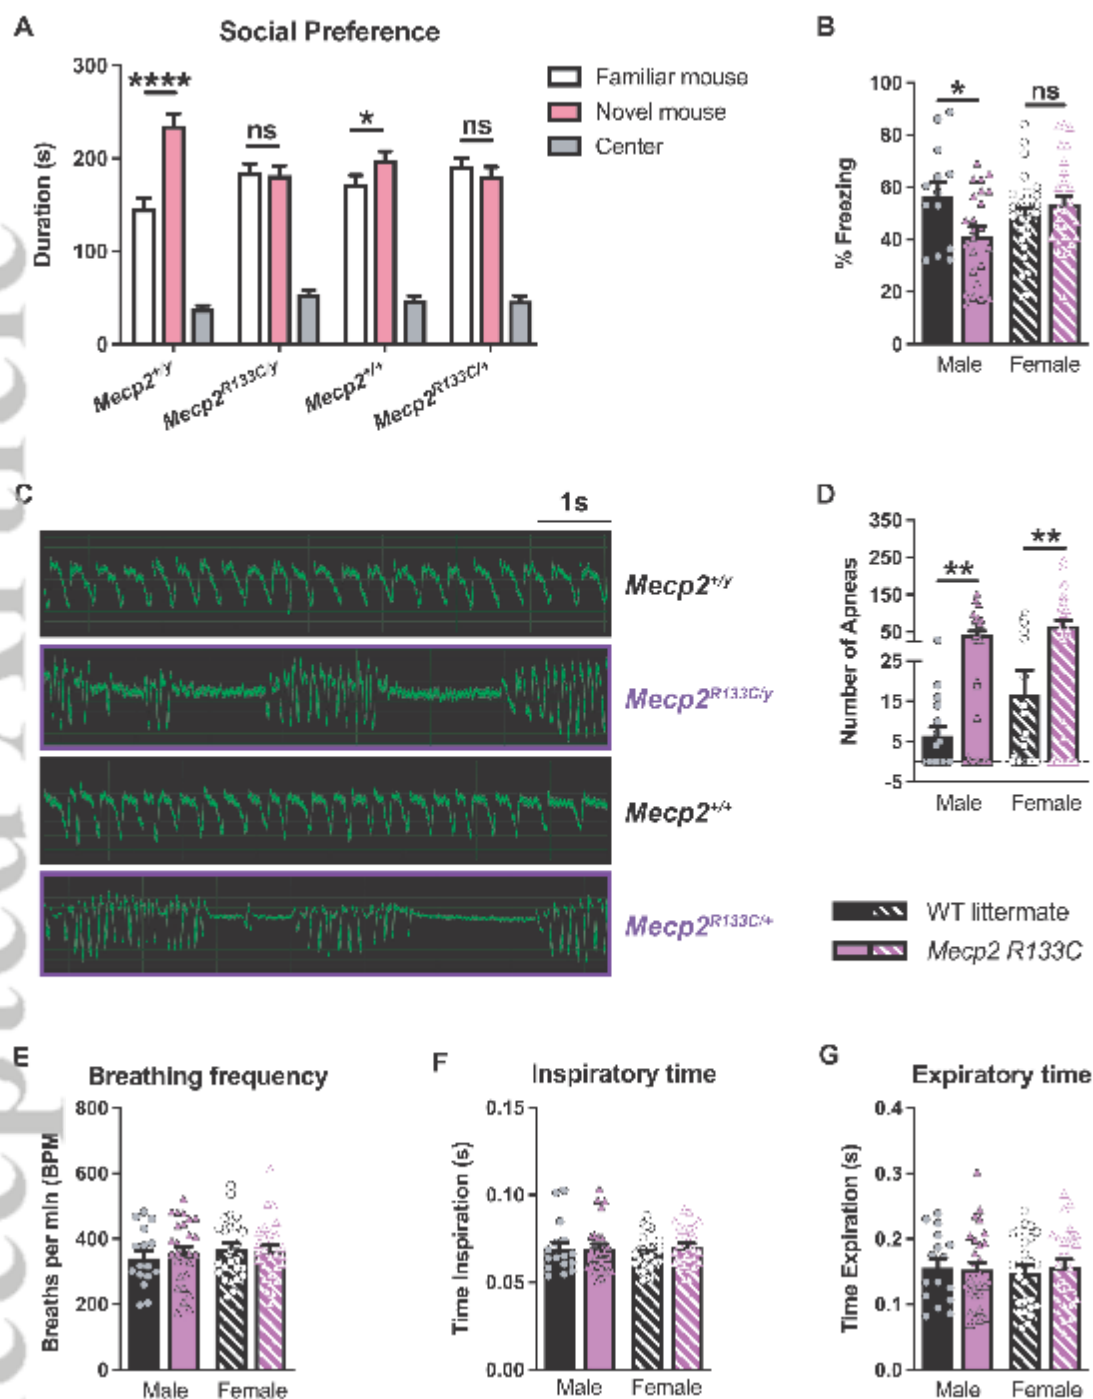 A
Social Preference
Duration (s)
300
200
100
0
****
ns
*
ns
Familiar mouse
Novel mouse
Center
Mecp2+/y
Mecp2R133C/y
Mecp2+/+
Mecp2R133C/+
B
% Freezing
100
80
60
40
20
0
*
ns
Male
Female
C
1s
Mecp2+/y
Mecp2R133C/y
Mecp2+/+
Mecp2R133C/+
D
Number of Apneas
350
250
150
50
25
15
5
-5
**
**
Male
Female
WT littermate
Mecp2 R133C
E
Breathing frequency
Breaths per min (BPM
800
600
400
200
0
Male
Female
F
Inspiratory time
Time Inspiration (s)
0.15
0.10
0.05
0.00
Male
Female
G
Expiratory time
Time Expiration (s)
0.4
0.3
0.2
0.1
0.0
Male
Female